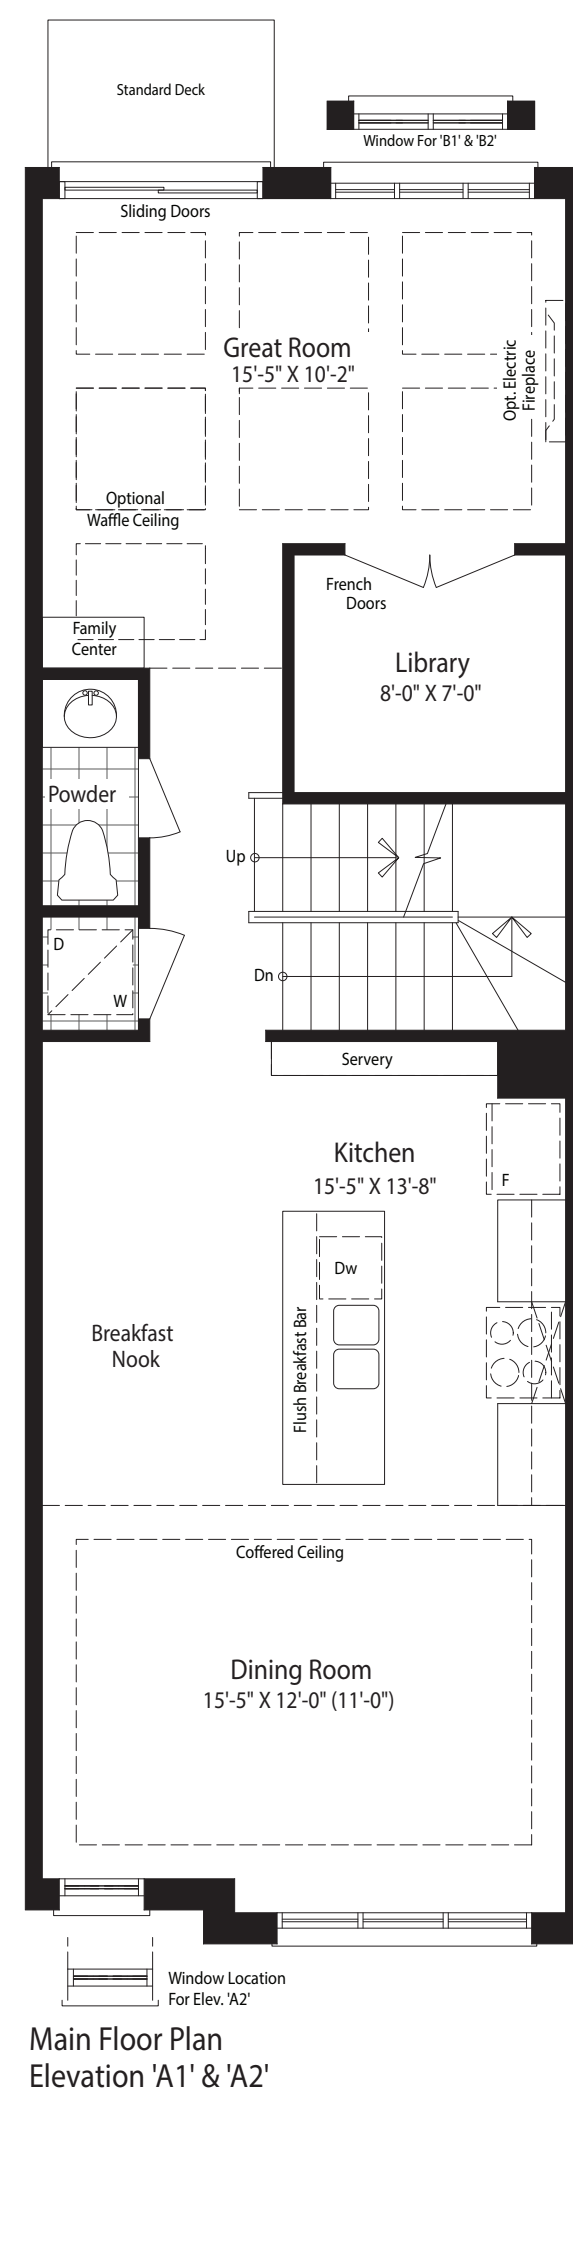 Standard Deck
Window For 'B1' & 'B2'
Sliding Doors
Great Room
15'-5" X 10'-2"
Opt. Electric
Fireplace
Optional
Waffle Ceiling
French
Doors
Family
Center
Library
8'-0" X 7'-0"
Powder
Up
D
W
Dn
Servery
Kitchen
15'-5" X 13'-8"
F
Dw
Flush Breakfast Bar
Breakfast
Nook
Coffered Ceiling
Dining Room
15'-5" X 12'-0" (11'-0")
Window Location
For Elev. 'A2'
Main Floor Plan
Elevation 'A1' & 'A2'